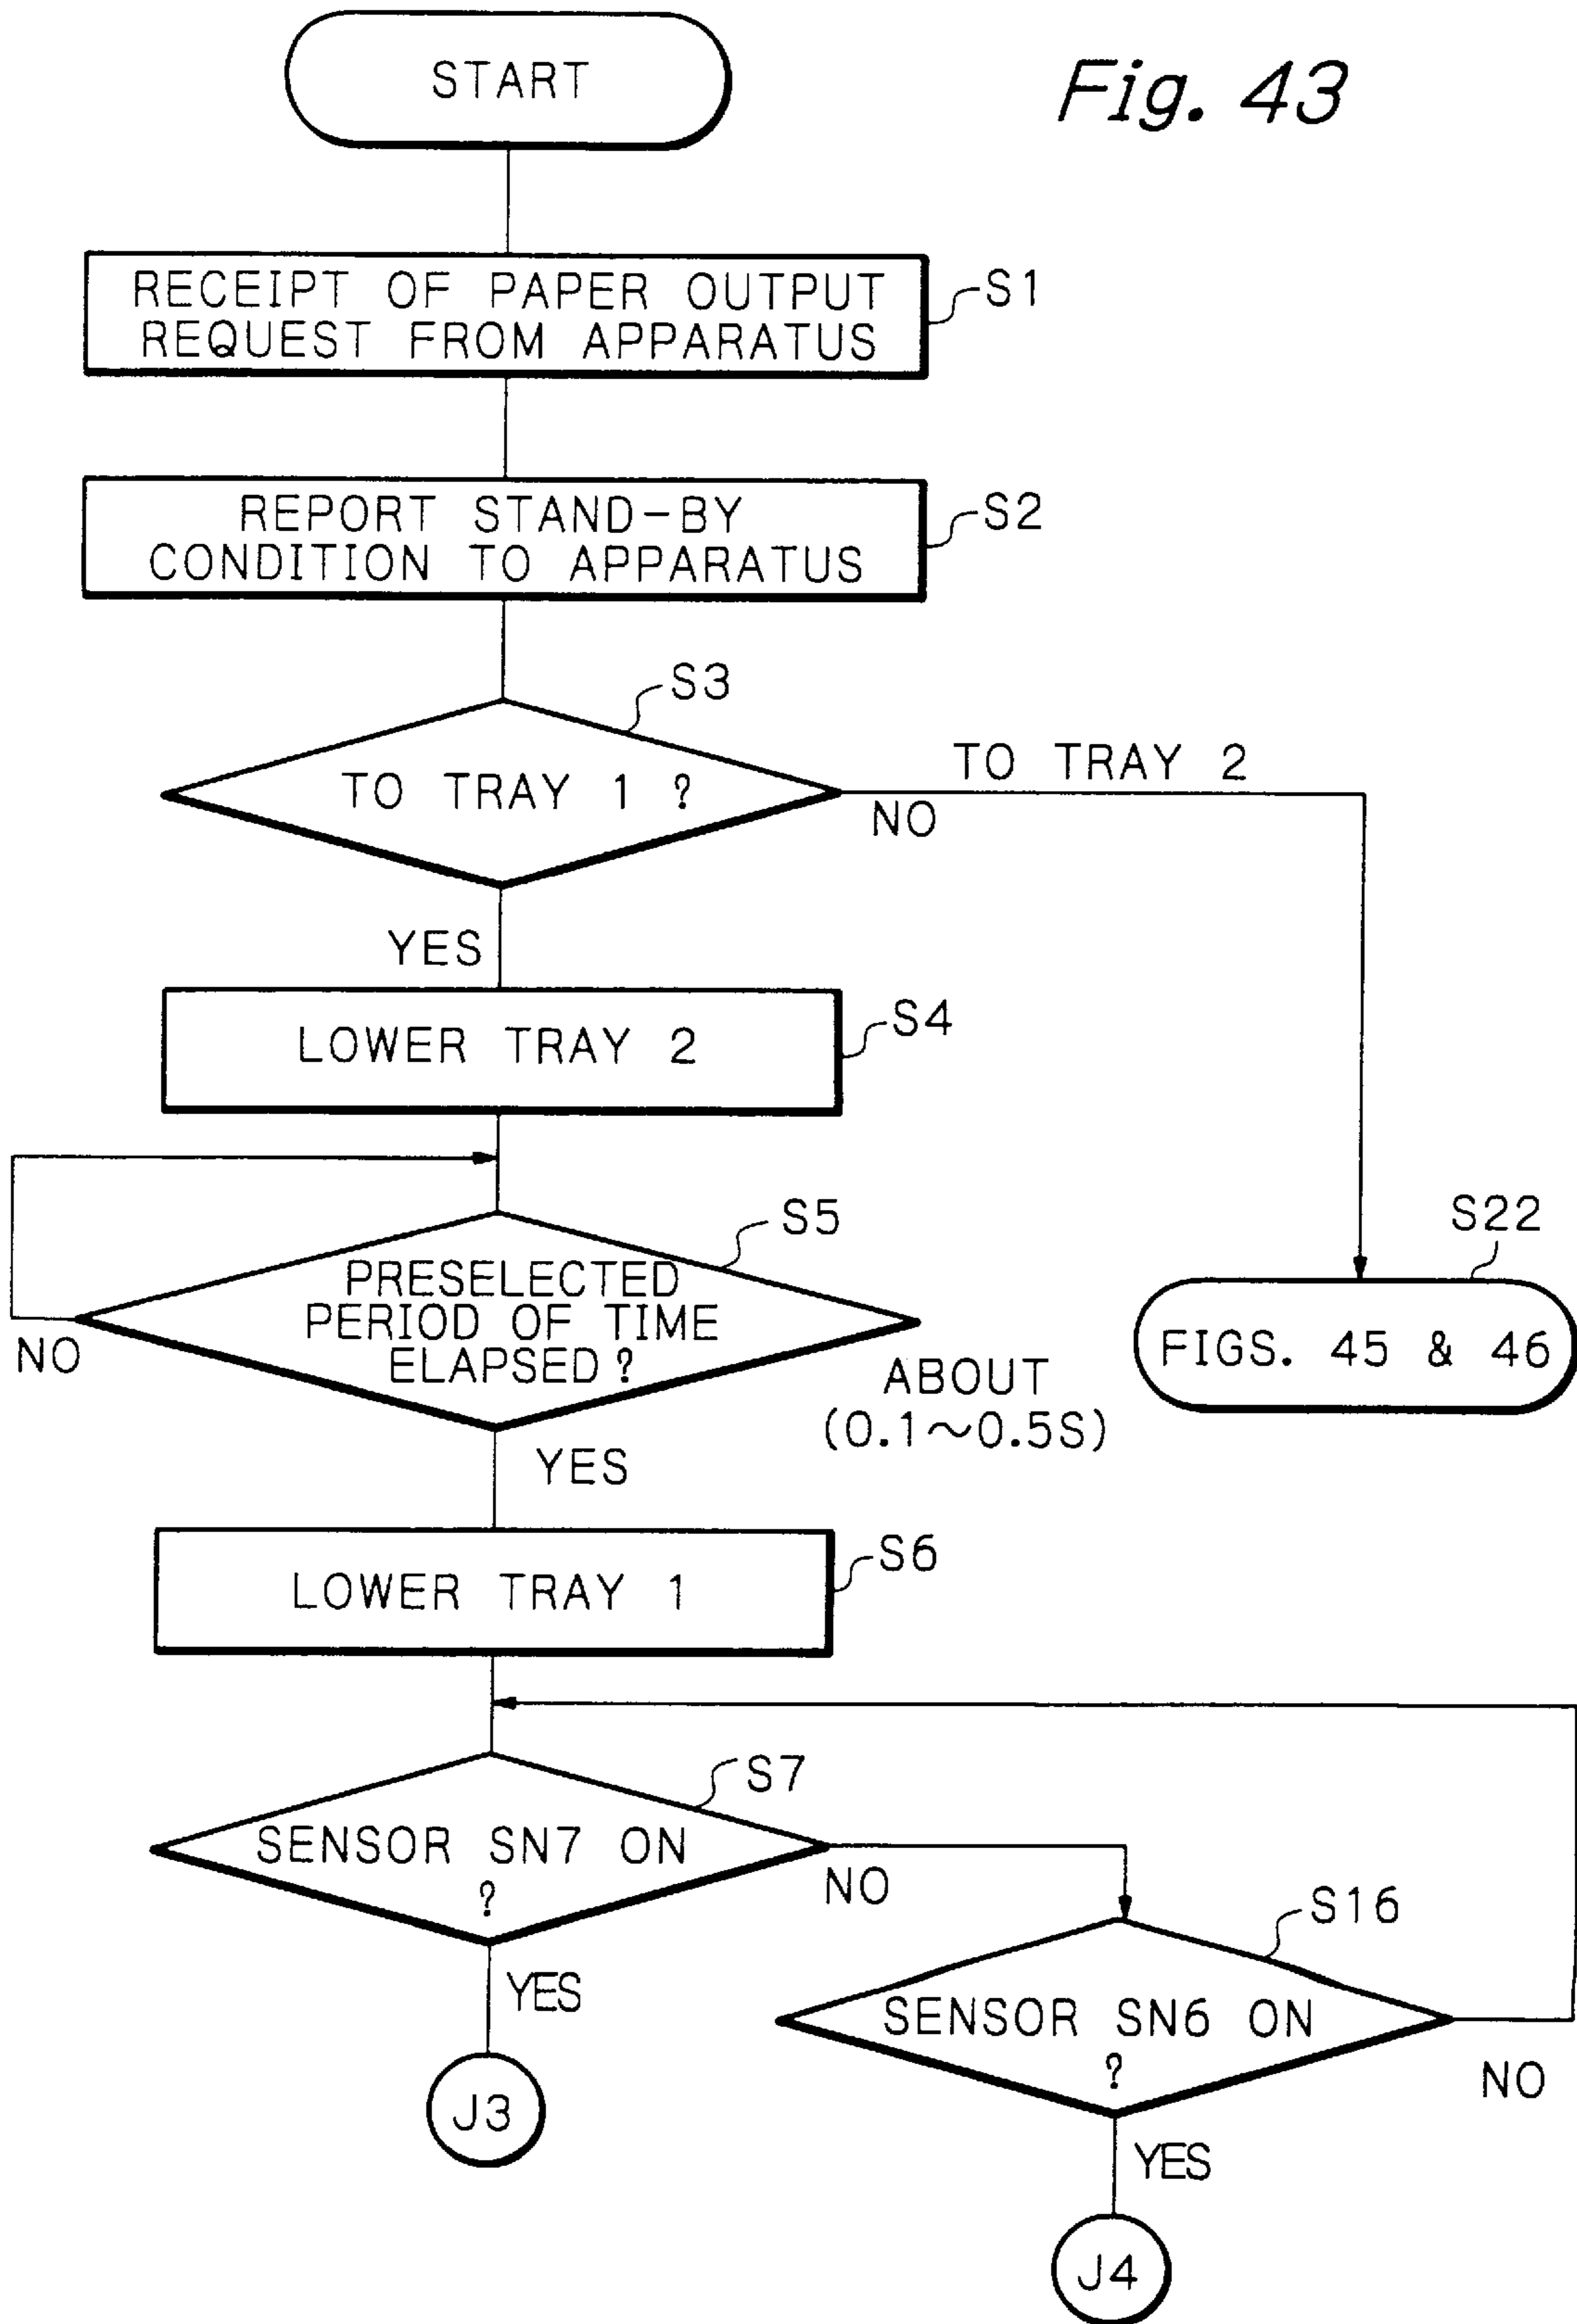 START
Fig. 43
RECEIPT OF PAPER OUTPUT
REQUEST FROM APPARATUS
S1
REPORT STAND-BY
CONDITION TO APPARATUS
S2
S3
TO TRAY 1 ?
TO TRAY 2
NO
YES
LOWER TRAY 2
S4
S5
PRESELECTED
PERIOD OF TIME
ELAPSED ?
NO
ABOUT
(0.1~0.5S)
S22
FIGS. 45 & 46
YES
LOWER TRAY 1
S6
S7
SENSOR SN7 ON
?
NO
YES
J3
S16
SENSOR SN6 ON
?
NO
YES
J4